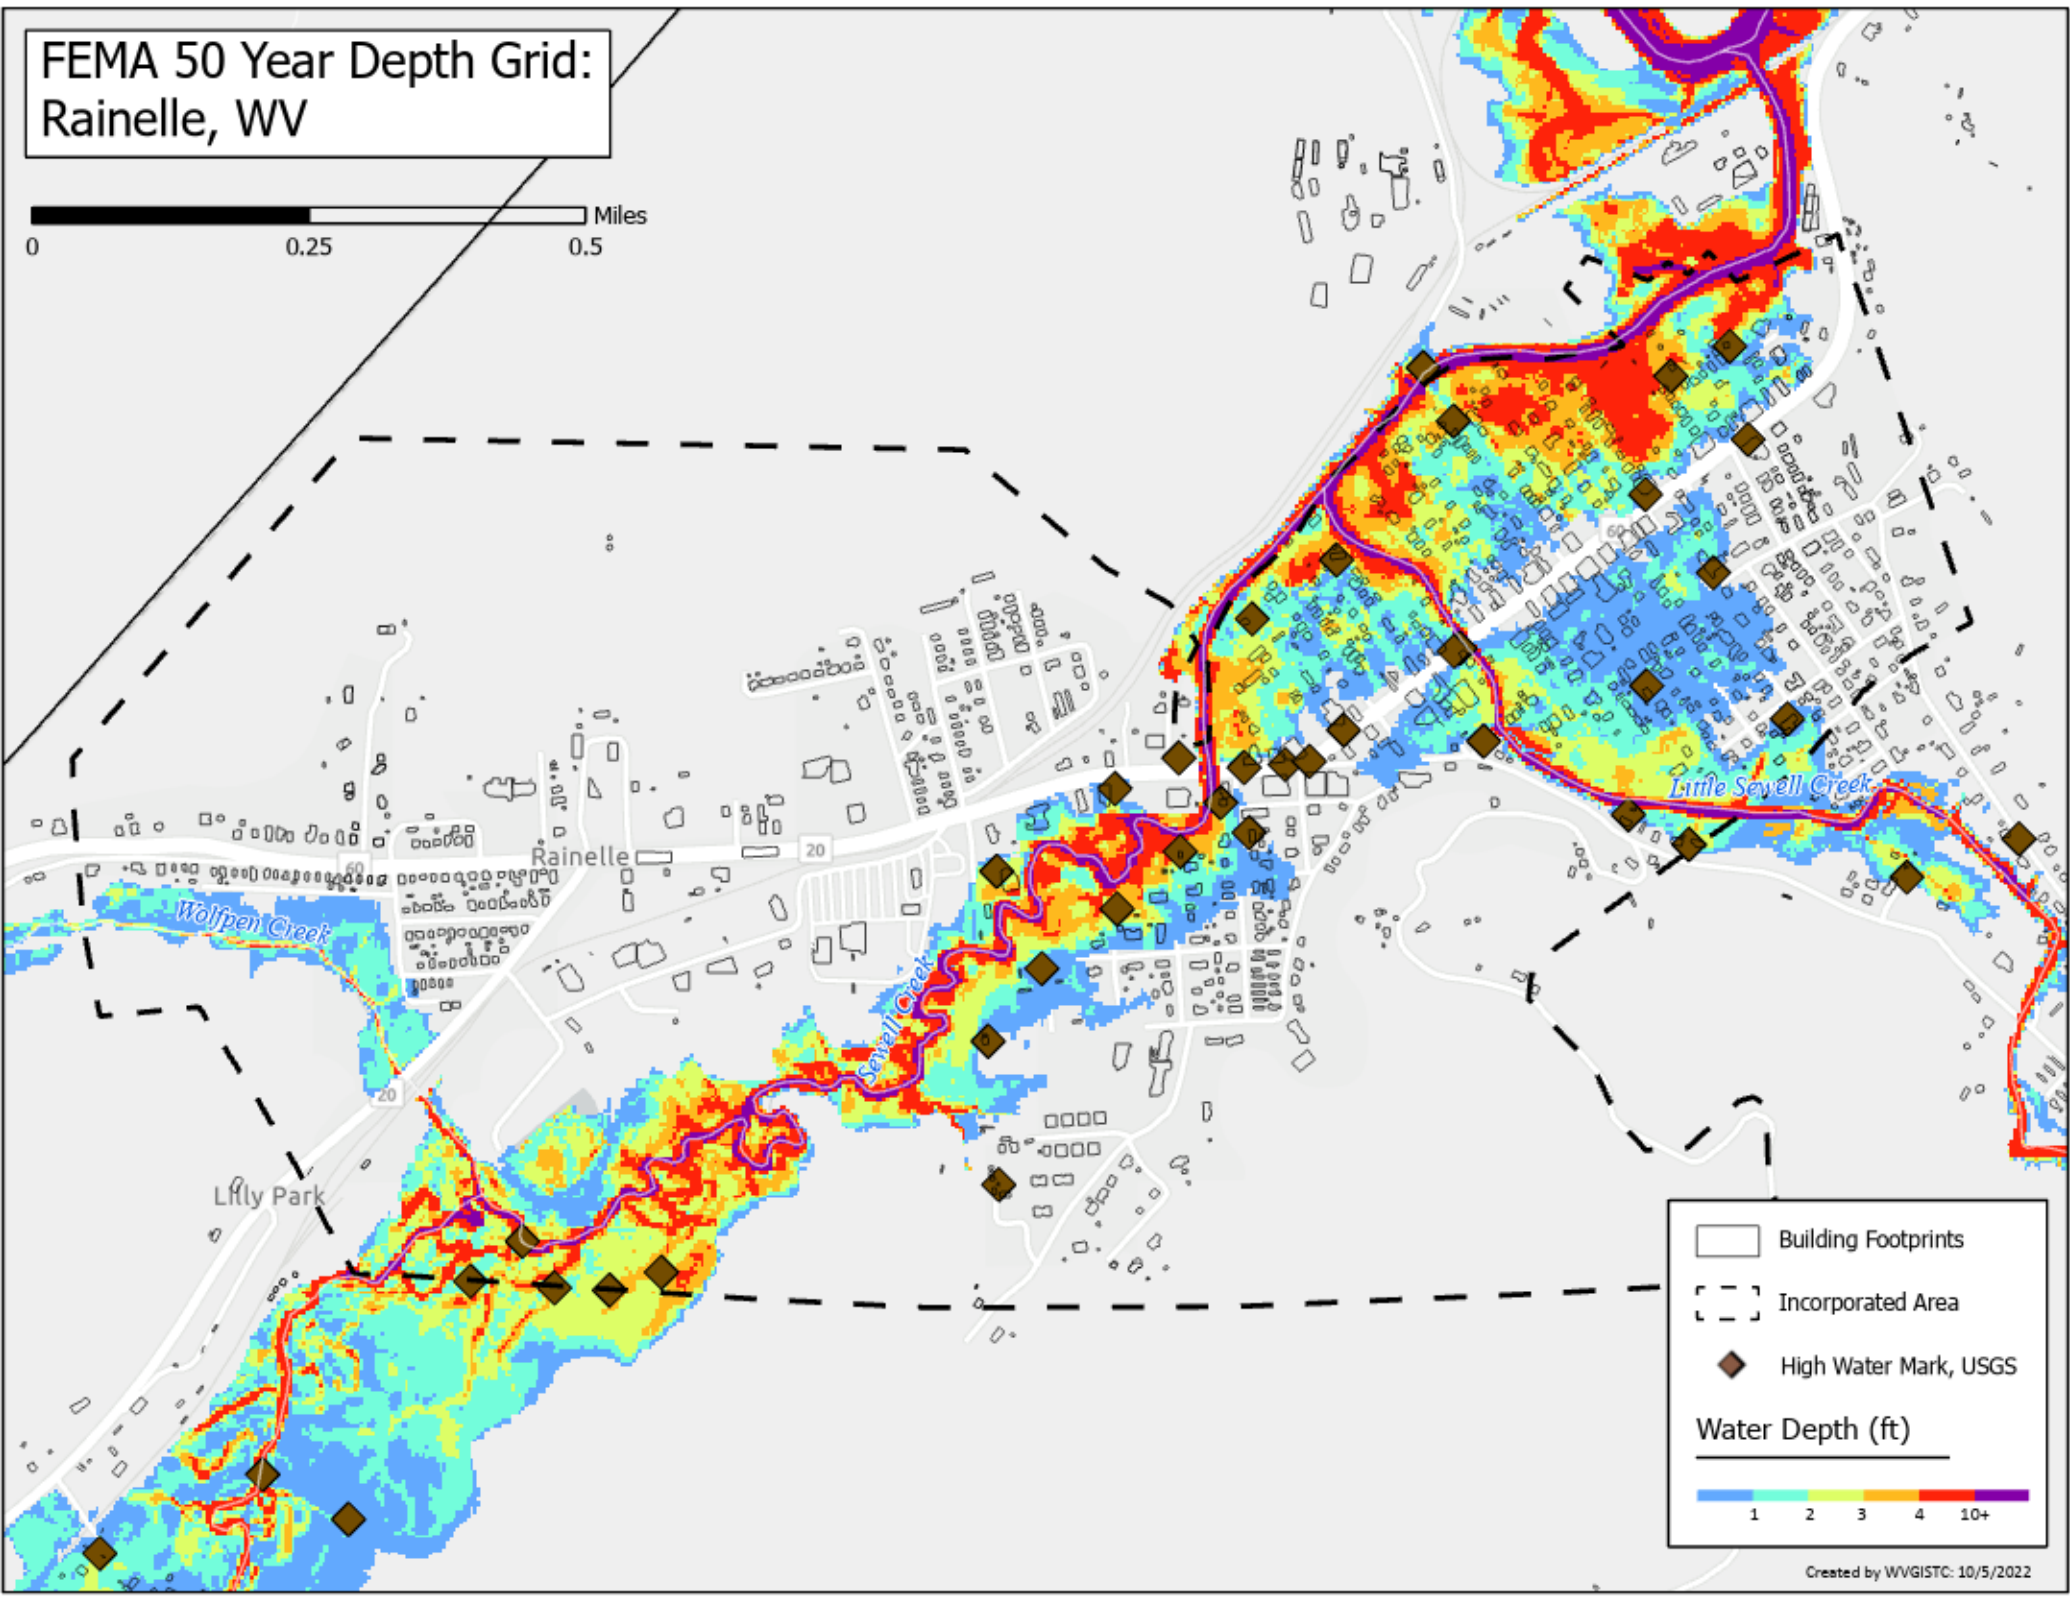 FEMA 50 Year Depth Grid:
Rainelle, WV
Miles
0 0.25 0.5
60
Little Sewell Creek
20
Rainelle
60
Wolfpen Creek
Sewell Creek
20
Lilly Park
Building Footprints
Incorporated Area
High Water Mark, USGS
Water Depth (ft)
1 2 3 4 10+
Created by WVGISTC: 10/5/2022